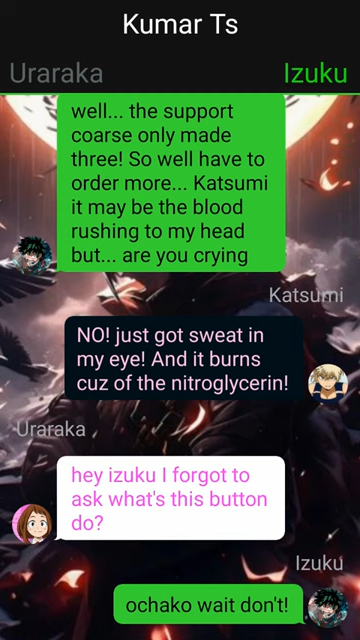 Kumar Ts
Uraraka
Izuku
well... the support
coarse only made
three! So well have to
order more... Katsumi
it may be the blood
rushing to my head
but... are you crying
Katsumi
NO! just got sweat in
my eye! And it burns
cuz of the nitroglycerin!
Uraraka
hey izuku I forgot to
ask what's this button
do?
Izuku
ochako wait don't!